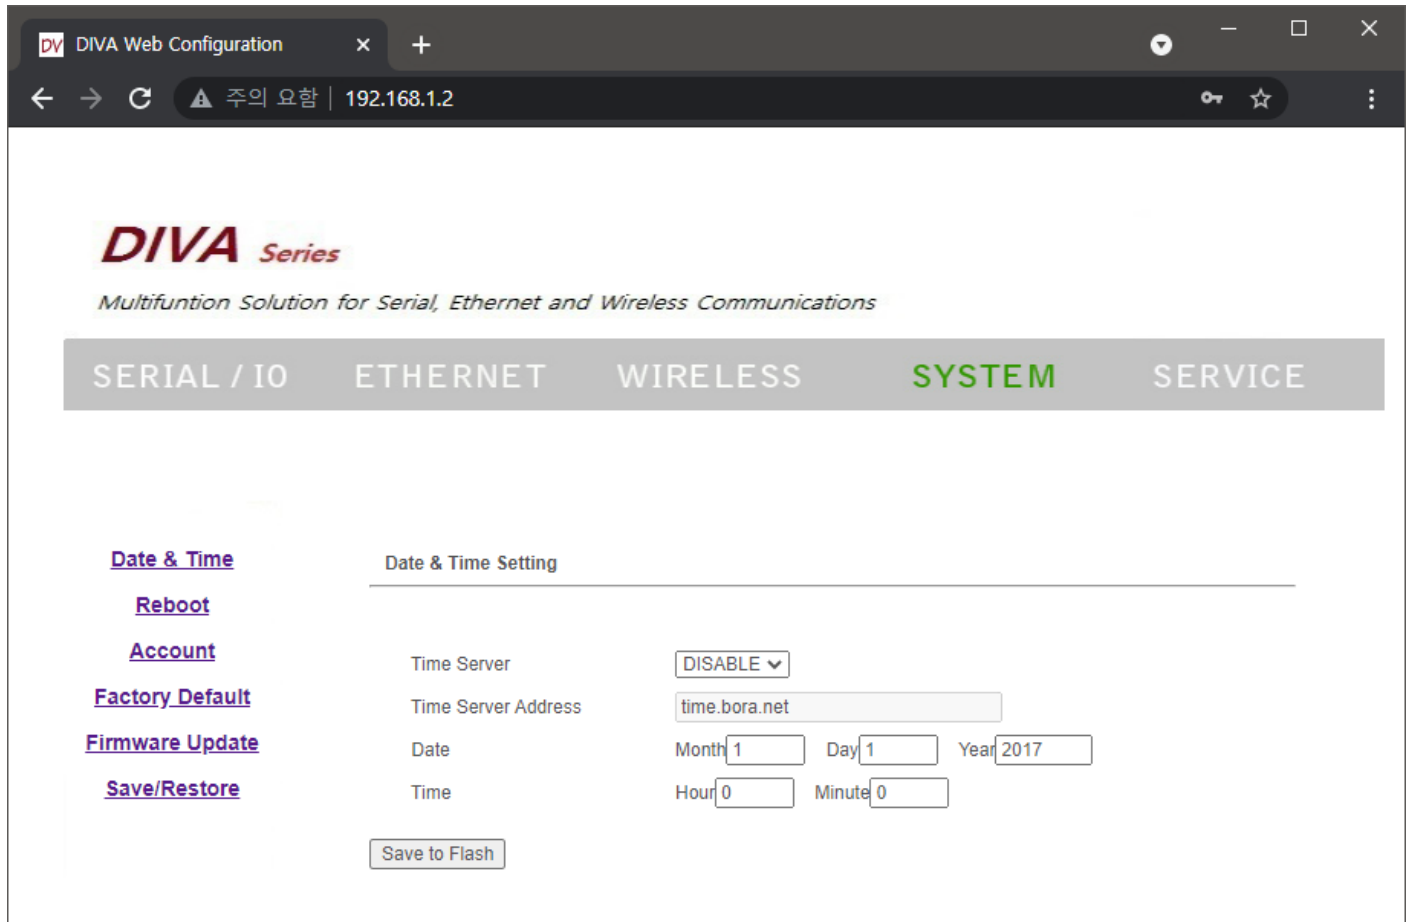 DV DIVA Web Configuration
주의 요함 | 192.168.1.2
DIVA Series
Multifuntion Solution for Serial, Ethernet and Wireless Communications
SERIAL / IO ETHERNET WIRELESS SYSTEM SERVICE
Date & Time
Reboot
Account
Factory Default
Firmware Update
Save/Restore
Date & Time Setting
Time Server DISABLE
Time Server Address time.bora.net
Date Month 1 Day 1 Year 2017
Time Hour 0 Minute 0
Save to Flash